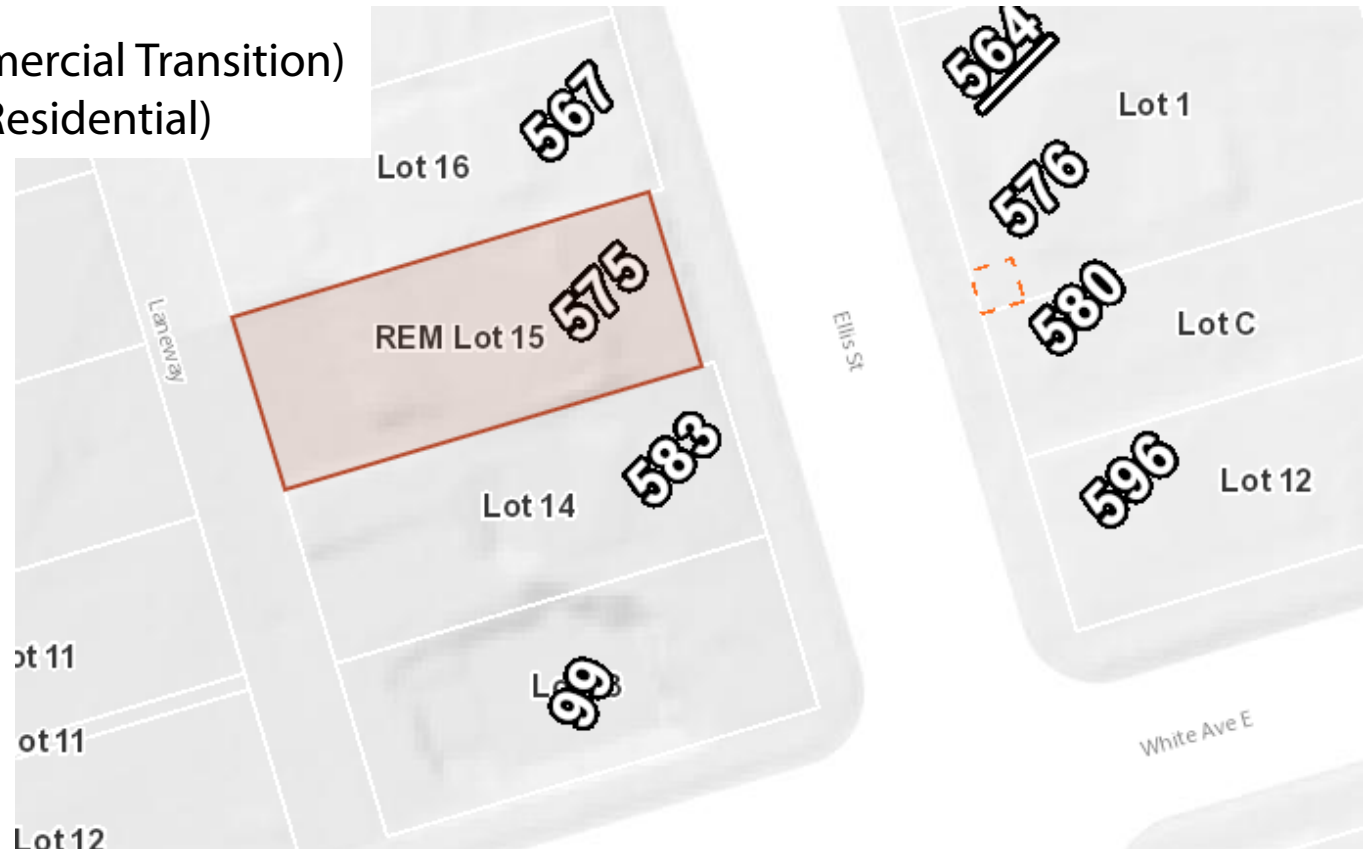 mercial Transition)
Residential)
564
Lot 1
567
Lot 16
576
575
580
REM Lot 15
Lot C
Laneway
Ellis St
583
596
Lot 14
Lot 12
ot 11
99
ot 11
White Ave E
Lot 12